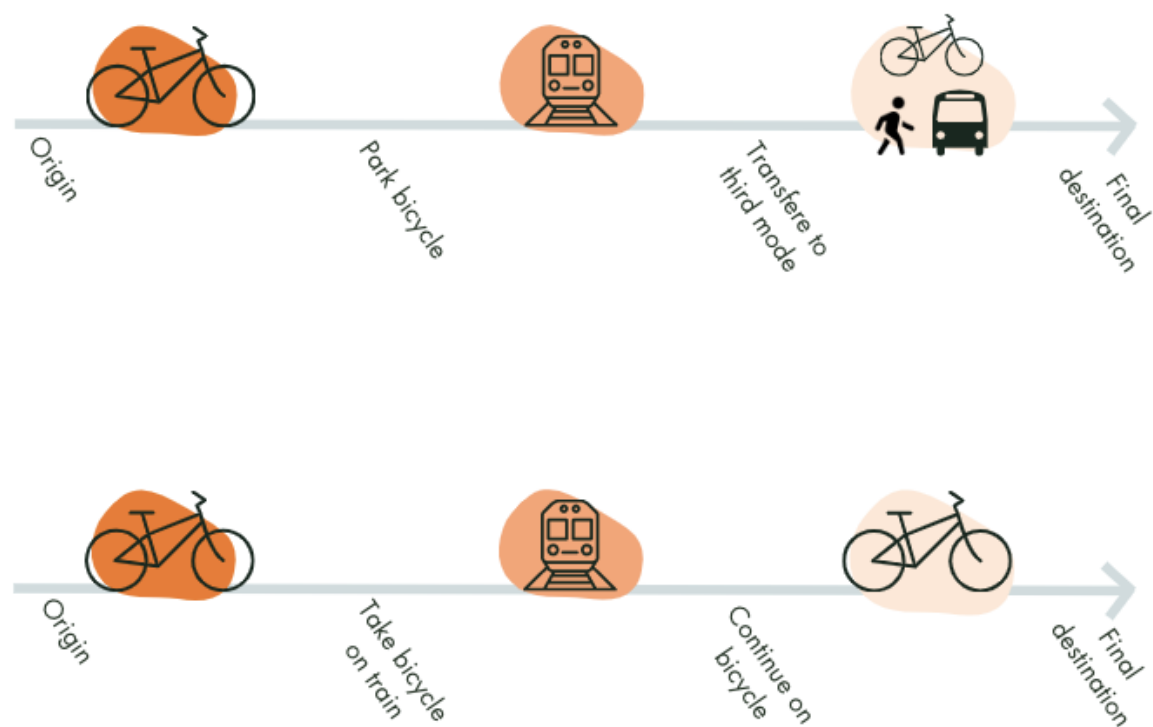 Origin
Park bicycle
Transfere to
third mode
Final
destination
Origin
Take bicycle
on train
Continue on
bicycle
Final
destination